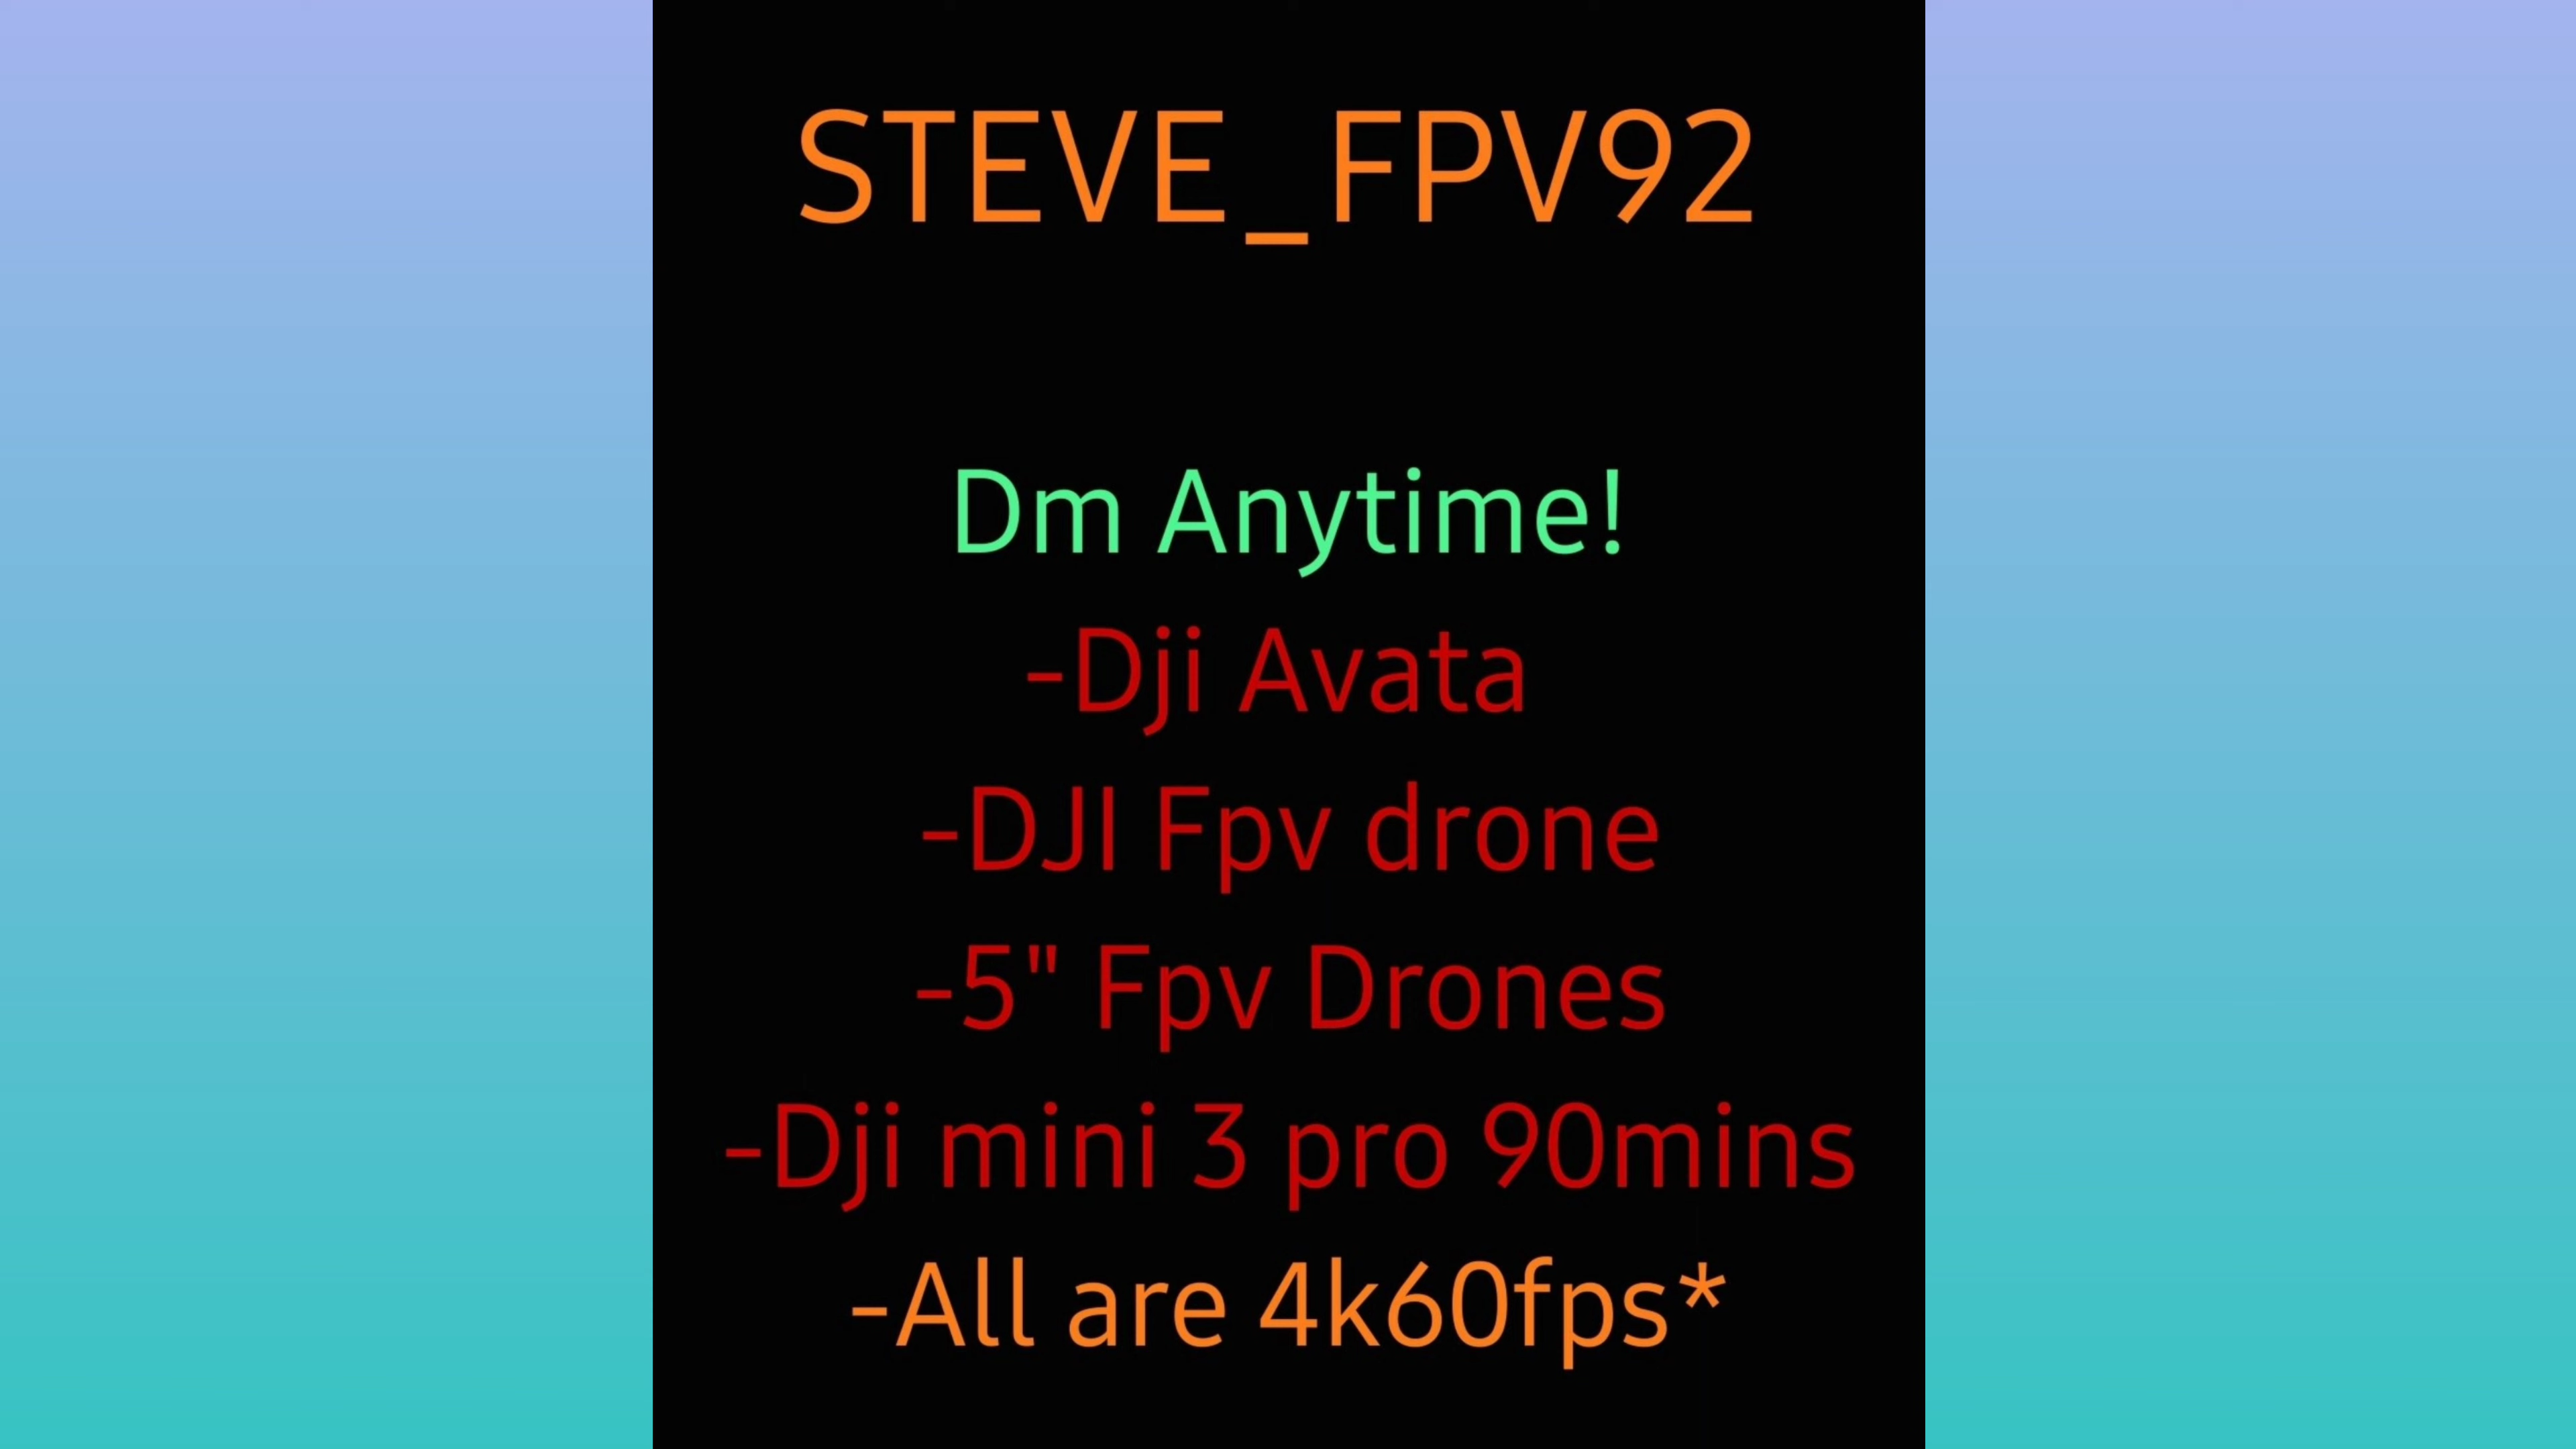 STEVE_FPV92
Dm Anytime!
-Dji Avata
-DJI Fpv drone
-5" Fpv Drones
-Dji mini 3 pro 90mins
-All are 4k60fps*